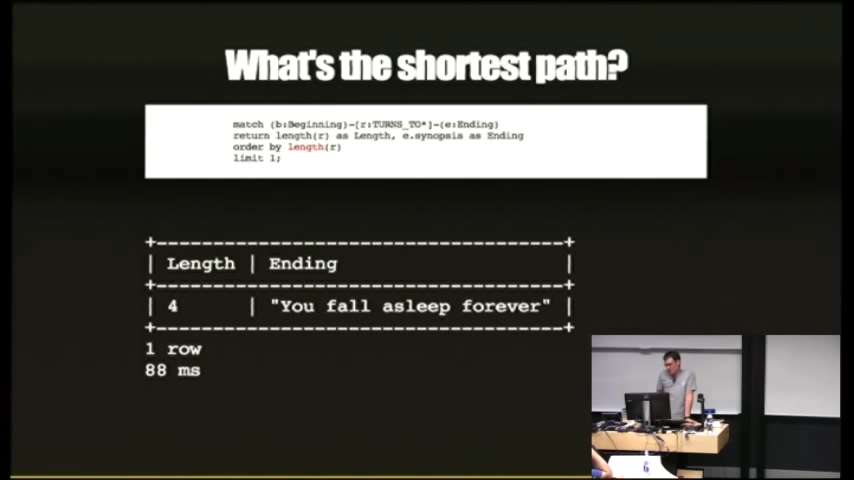 What's the shortest path?
match (b:Beginning)-[r:TURNS_TO*]-(e:Ending)
return length(r) as Length, e.synopsis as Ending
order by length(r)
limit 1;
+------------------------------------+
| Length | Ending                    |
+------------------------------------+
| 4      | "You fall asleep forever" |
+------------------------------------+
1 row
88 ms